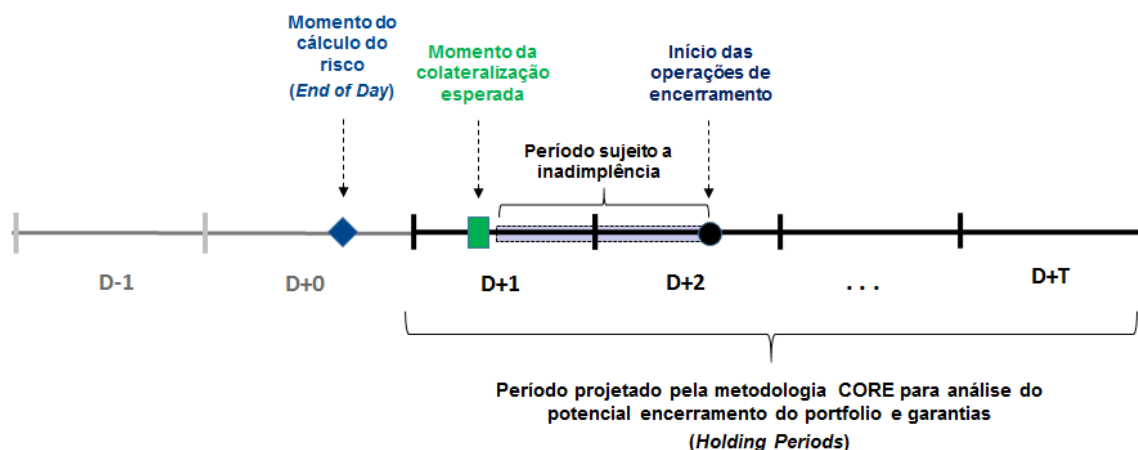 Momento do
cálculo do
risco
(End of Day)
Momento da
colateralização
esperada
Início das
operações de
encerramento
Período sujeito a
inadimplência
D-1
D+0
D+1
D+2
. . .
D+T
Período projetado pela metodologia CORE para análise do
potencial encerramento do portfolio e garantias
(Holding Periods)